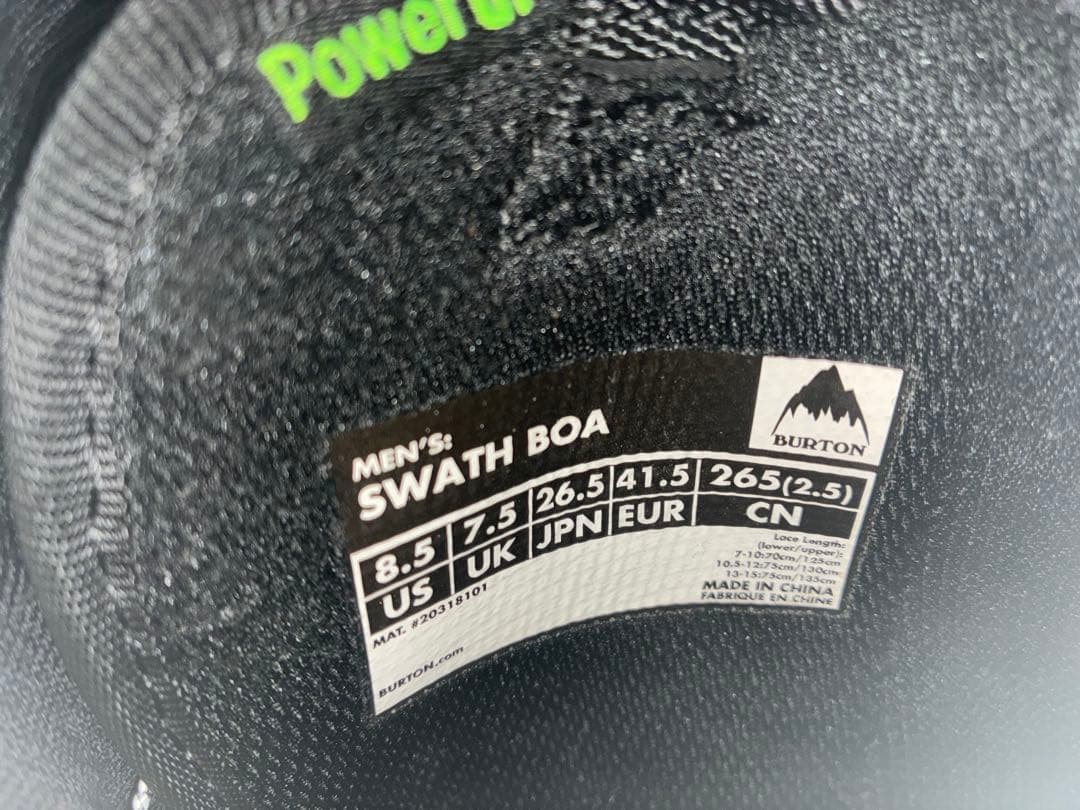 MEN'S:
SWATH BOA
BURTON
8.5 7.5 26.5 41.5 265(2.5)
US UK JPN EUR CN
MAT. #20318101
BURTON.com
Lace Length:
(lower/upper):
7-10:70cm/125cm
10.5-12:75cm/130cm
13-15:75cm/135cm
MADE IN CHINA
FABRIQUE EN CHINE